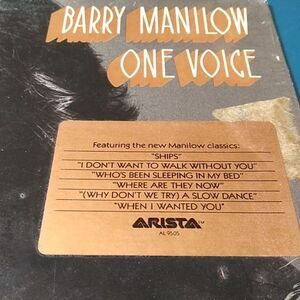 BARRY MANILOW
ONE VOICE
Featuring the new Manilow classics:
"SHIPS"
"I DON'T WANT TO WALK WITHOUT YOU"
"WHO'S BEEN SLEEPING IN MY BED"
"WHERE ARE THEY NOW"
"(WHY DON'T WE TRY) A SLOW DANCE"
"WHEN I WANTED YOU"
ARISTA™
AL 9505